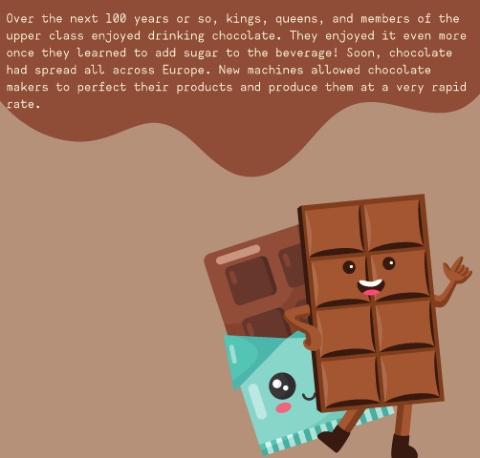 Over the next 100 years or so, kings, queens, and members of the
upper class enjoyed drinking chocolate. They enjoyed it even more
once they learned to add sugar to the beverage! Soon, chocolate
had spread all across Europe. New machines allowed chocolate
makers to perfect their products and produce them at a very rapid
rate.